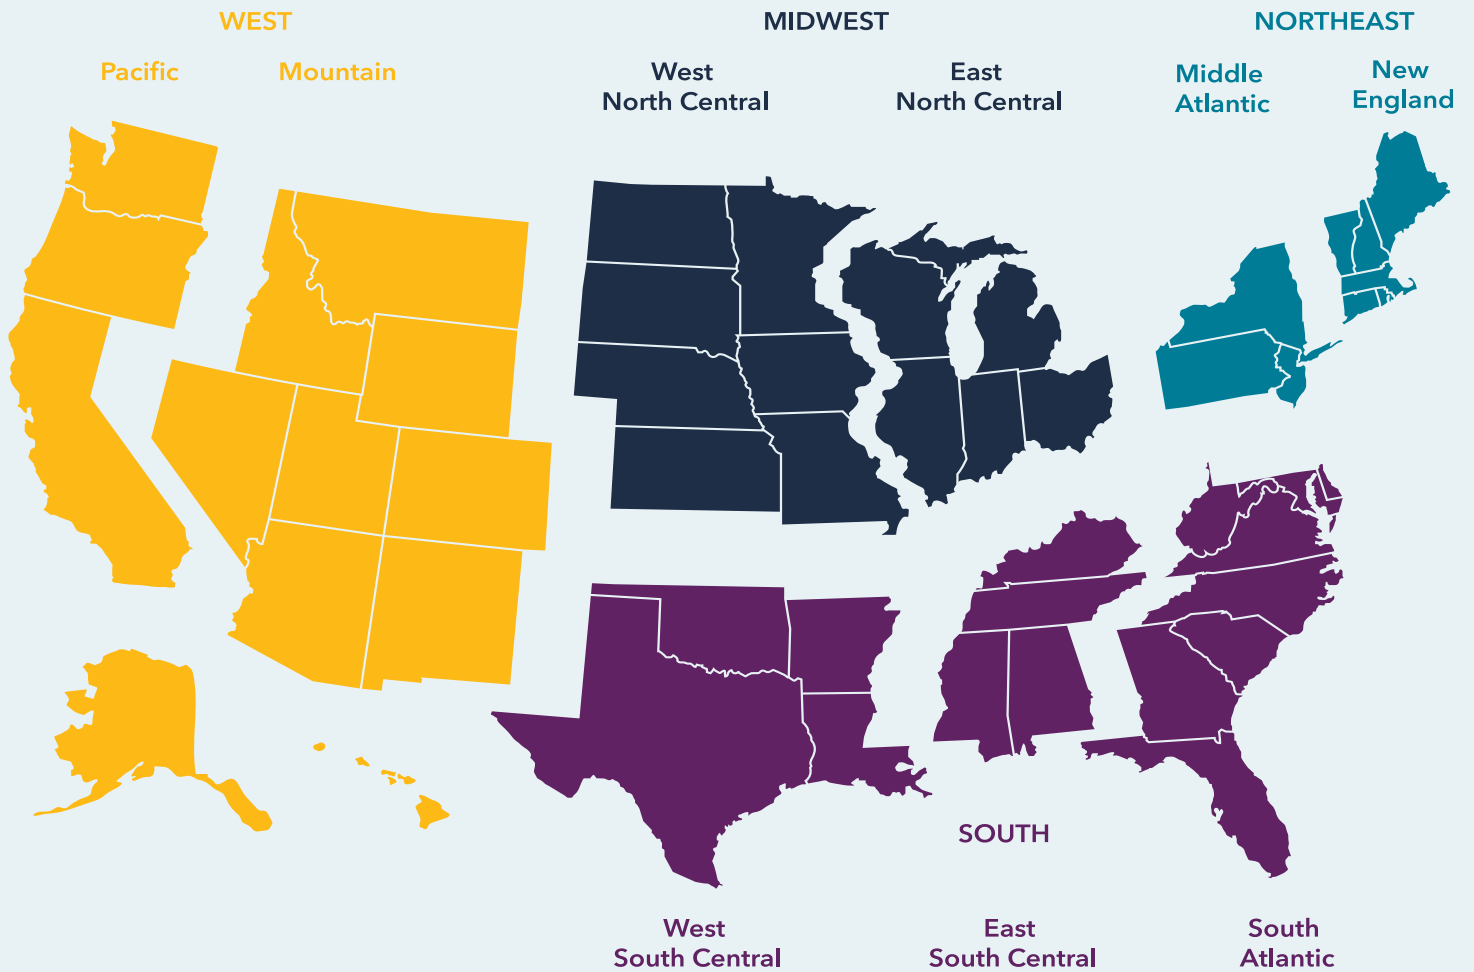 WEST
MIDWEST
NORTHEAST
Pacific
Mountain
West
North Central
East
North Central
Middle
Atlantic
New
England
SOUTH
West
South Central
East
South Central
South
Atlantic